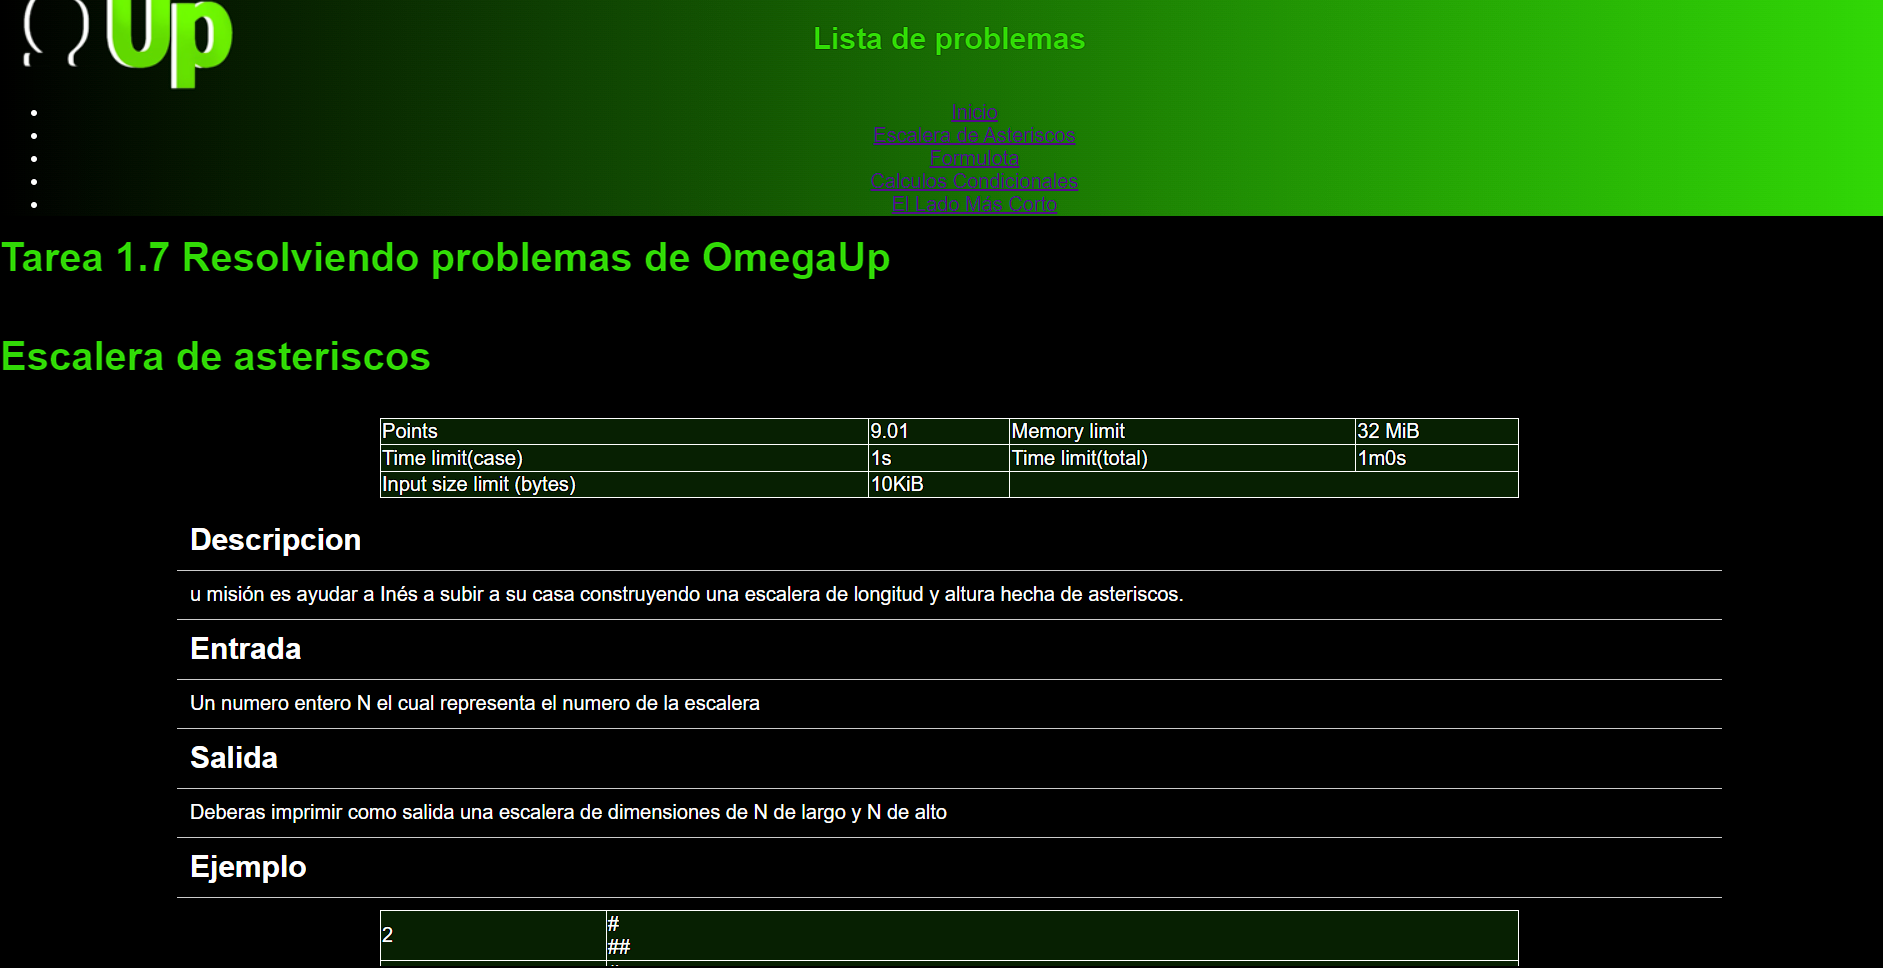 Up
Lista de problemas
Inicio
Escalera de Asteriscos
Formulota
Calculos Condicionales
El Lado Más Corto
Tarea 1.7 Resolviendo problemas de OmegaUp
Escalera de asteriscos
Points 9.01 Memory limit 32 MiB
Time limit(case) 1s Time limit(total) 1m0s
Input size limit (bytes) 10KiB
Descripcion
u misión es ayudar a Inés a subir a su casa construyendo una escalera de longitud y altura hecha de asteriscos.
Entrada
Un numero entero N el cual representa el numero de la escalera
Salida
Deberas imprimir como salida una escalera de dimensiones de N de largo y N de alto
Ejemplo
2 #
##